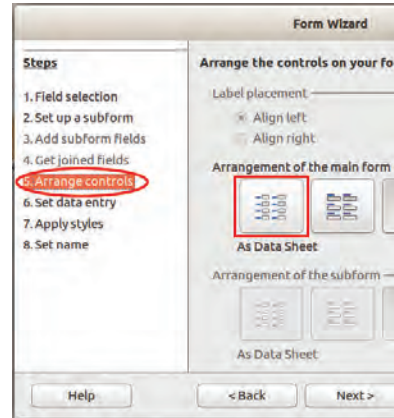 Form Wizard
Steps
1. Field selection
2. Set up a subform
3. Add subform fields
4. Get joined fields
5. Arrange controls
6. Set data entry
7. Apply styles
8. Set name
Arrange the controls on your fo
Label placement
Align left
Align right
Arrangement of the main form
As Data Sheet
Arrangement of the subform
As Data Sheet
Help
< Back
Next >